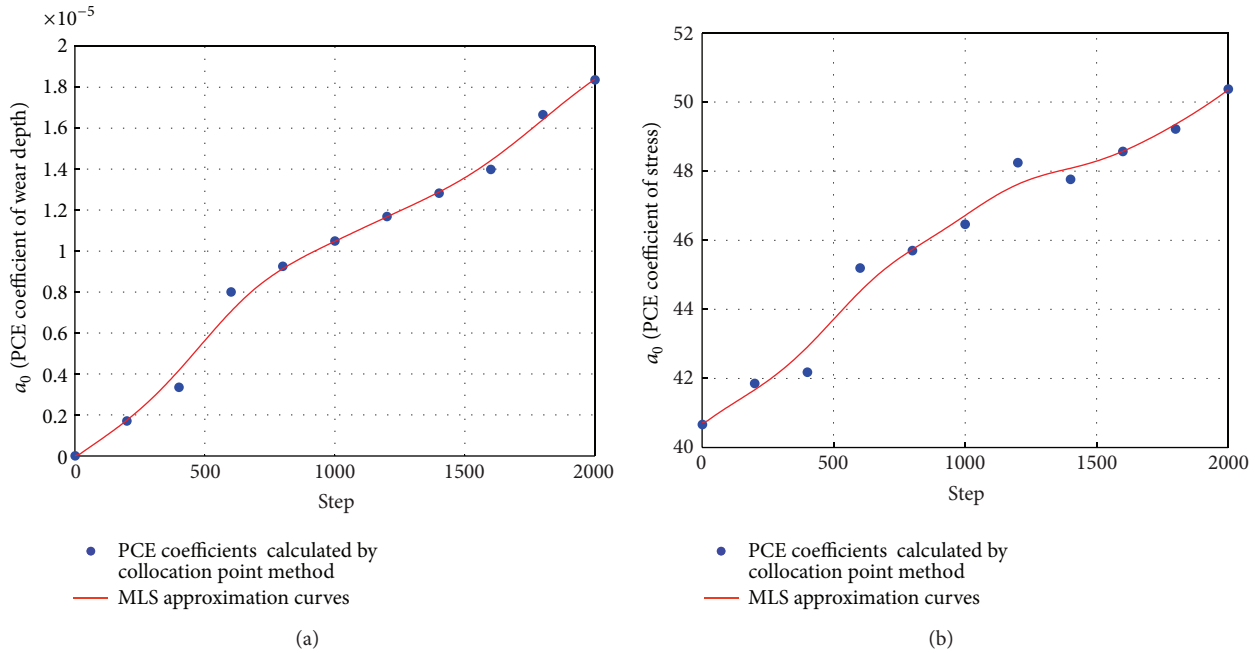 ×10⁻⁵
2
1.8
1.6
1.4
1.2
1
0.8
0.6
0.4
0.2
0
a₀ (PCE coefficient of wear depth)
0 500 1000 1500 2000
Step
PCE coefficients calculated by
collocation point method
MLS approximation curves
(a)
52
50
48
46
44
42
40
a₀ (PCE coefficient of stress)
0 500 1000 1500 2000
Step
PCE coefficients calculated by
collocation point method
MLS approximation curves
(b)